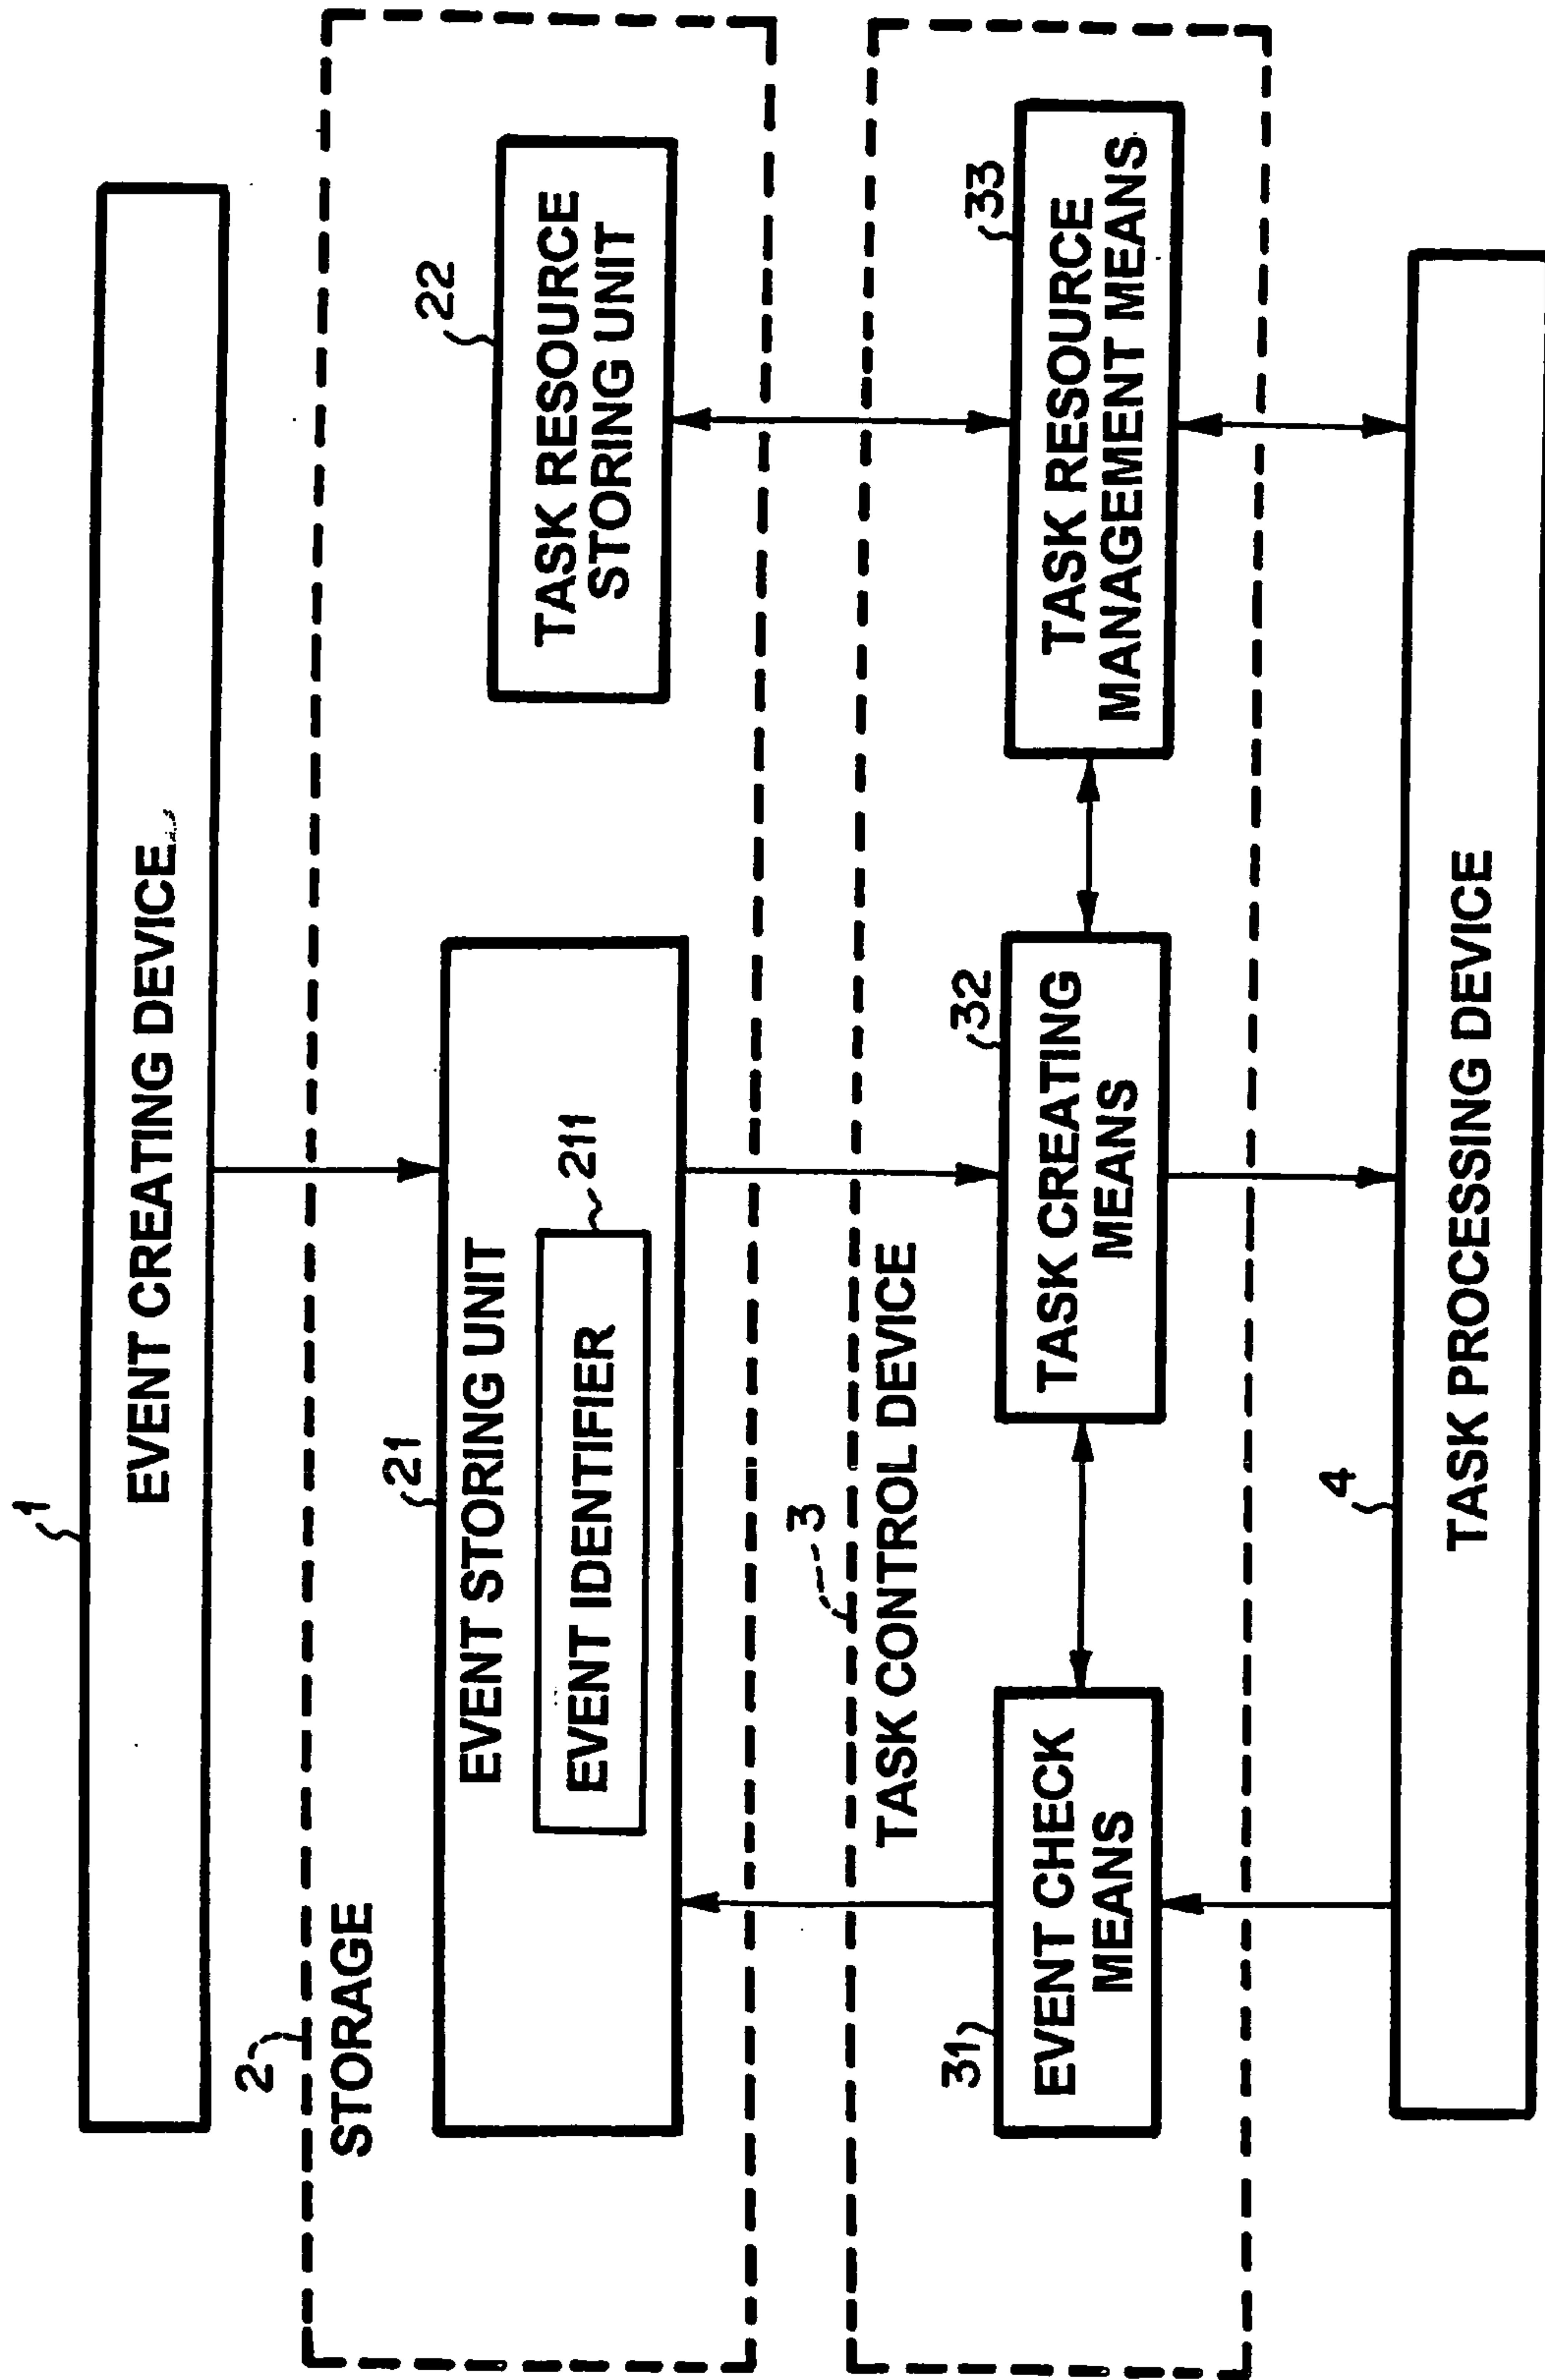 1
EVENT CREATING DEVICE
2
STORAGE
21
EVENT STORING UNIT
EVENT IDENTIFIER
211
22
TASK RESOURCE
STORING UNIT
3
TASK CONTROL DEVICE
31
EVENT CHECK
MEANS
32
TASK CREATING
MEANS
33
TASK RESOURCE
MANAGEMENT MEANS
4
TASK PROCESSING DEVICE